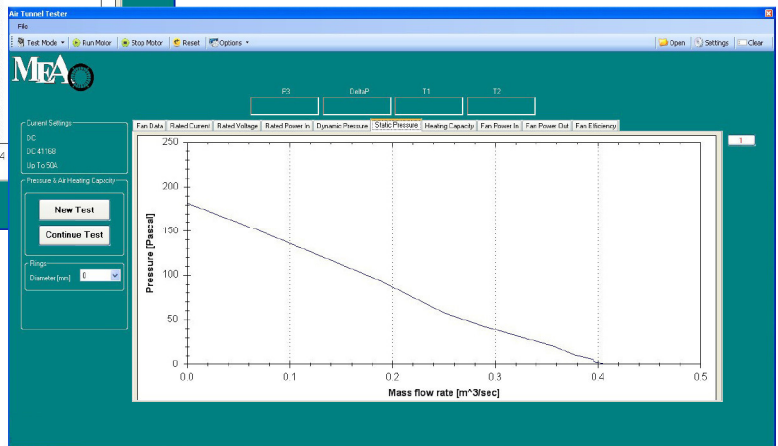 Air Tunnel Tester
File
Test Mode Run Motor Stop Motor Reset Options Open Settings Clear
MEA
P3 DeltaP T1 T2
Current Settings
DC
DC 41168
Up To 50A
Fan Data Rated Current Rated Voltage Rated Power In Dynamic Pressure Static Pressure Heating Capacity Fan Power In Fan Power Out Fan Efficiency
1
4
Pressure & Air Heating Capacity
New Test
Continue Test
Rings
Diameter [mm] 0
Pressure [Pascal]
250
200
150
100
50
0
0.0 0.1 0.2 0.3 0.4 0.5
Mass flow rate [m^3/sec]